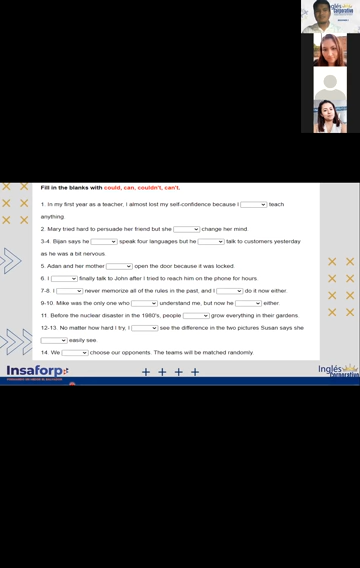 Inglés
corporativo
Fill in the blanks with could, can, couldn't, can't.
1. In my first year as a teacher, I almost lost my self-confidence because I teach
anything.
2. Mary tried hard to persuade her friend but she change her mind
3-4. Bijan says he speak four languages but he talk to customers yesterday
as he was a bit nervous.
5. Adan and her mother open the door because it was locked.
6. I finally talk to John after I tried to reach him on the phone for hours.
7-8. I never memorize all of the rules in the past, and I do it now either.
9-10. Mike was the only one who understand me, but now he either.
11. Before the nuclear disaster in the 1980's, people grow everything in their gardens.
12-13. No matter how hard I try, I see the difference in the two pictures Susan says she
easily see.
14. We choose our opponents. The teams will be matched randomly.
Insaforp
Inglés
corporativo